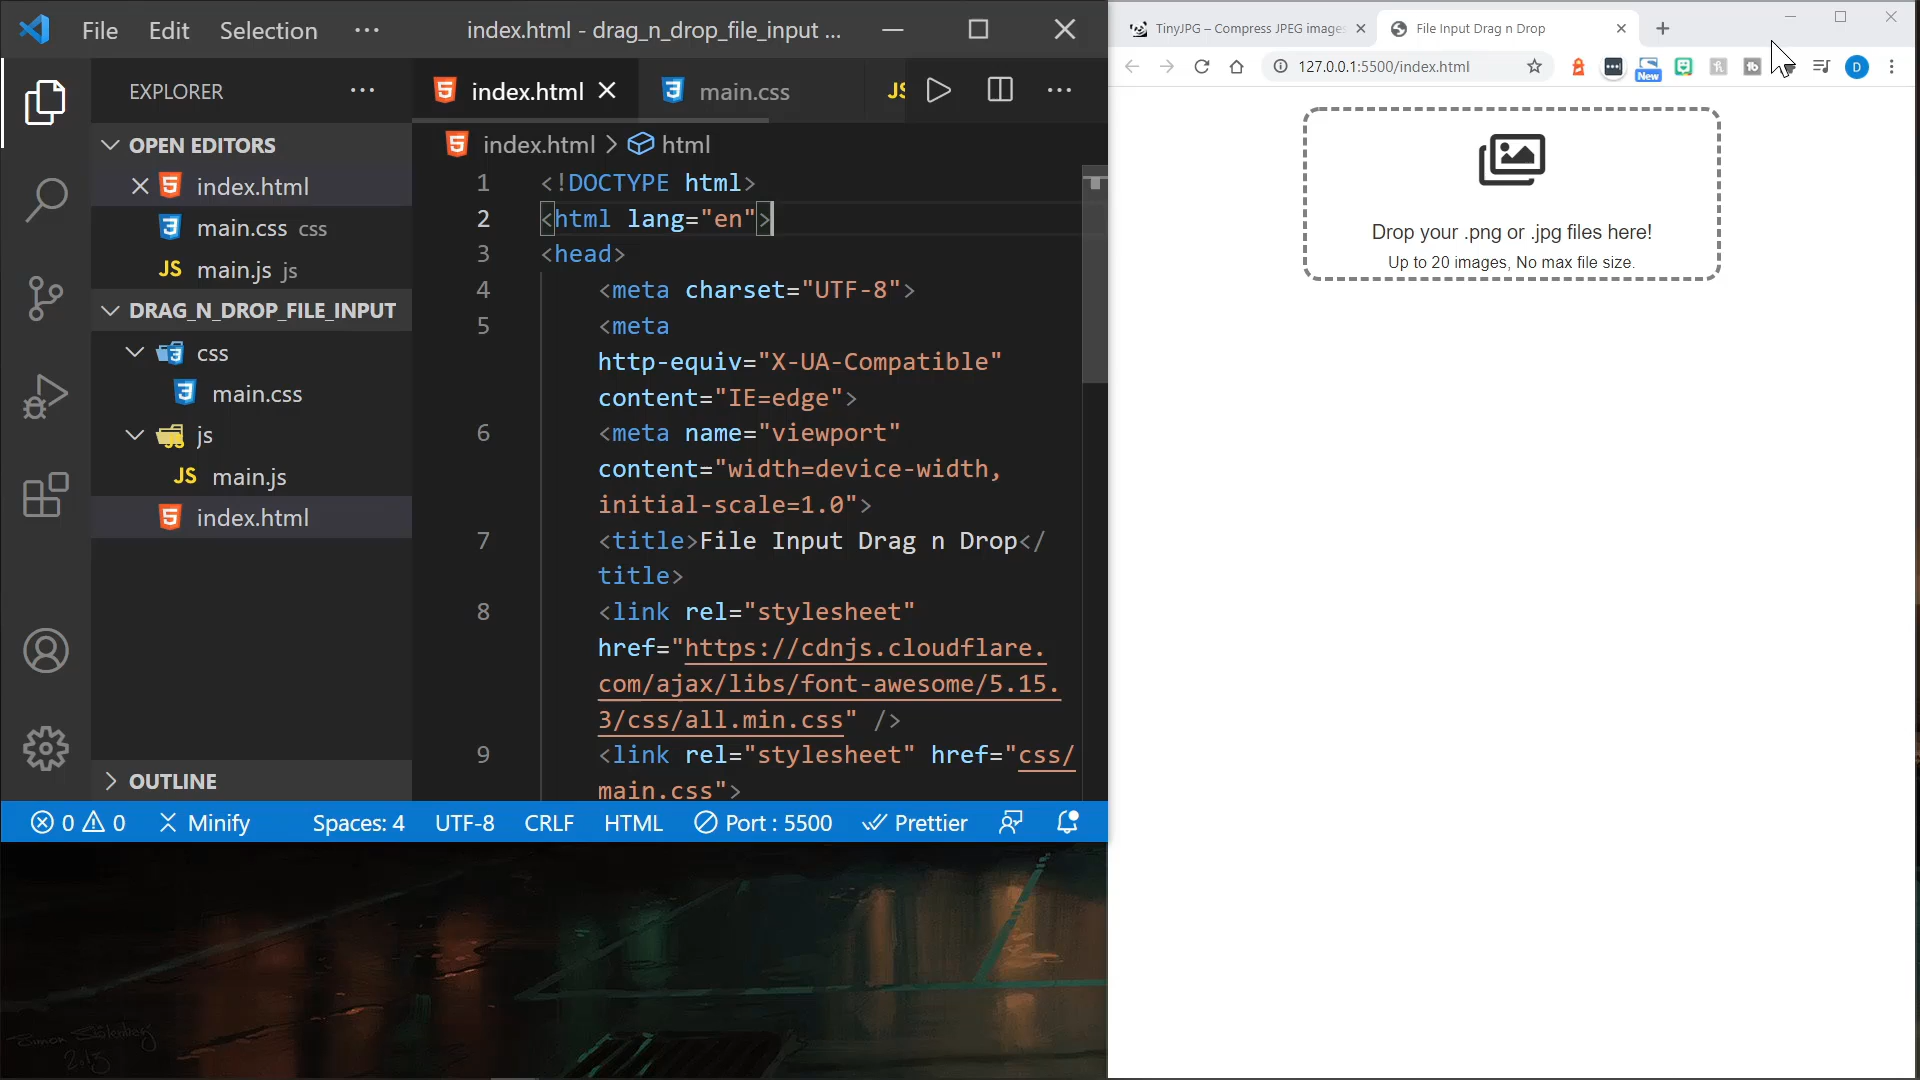 File Edit Selection ···
index.html - drag_n_drop_file_input ...
EXPLORER
OPEN EDITORS
index.html
main.css css
JS main.js js
DRAG_N_DROP_FILE_INPUT
css
main.css
js
JS main.js
index.html
OUTLINE
index.html
main.css
JS
index.html > html
1 <!DOCTYPE html>
2 <html lang="en">
3 <head>
4 <meta charset="UTF-8">
5 <meta
http-equiv="X-UA-Compatible"
content="IE=edge">
6 <meta name="viewport"
content="width=device-width,
initial-scale=1.0">
7 <title>File Input Drag n Drop</
title>
8 <link rel="stylesheet"
href="https://cdnjs.cloudflare.
com/ajax/libs/font-awesome/5.15.
3/css/all.min.css" />
9 <link rel="stylesheet" href="css/
main.css">
0 0 Minify Spaces: 4 UTF-8 CRLF HTML Port : 5500 Prettier
TinyJPG – Compress JPEG images
File Input Drag n Drop
127.0.0.1:5500/index.html
New
D
Drop your .png or .jpg files here!
Up to 20 images, No max file size.